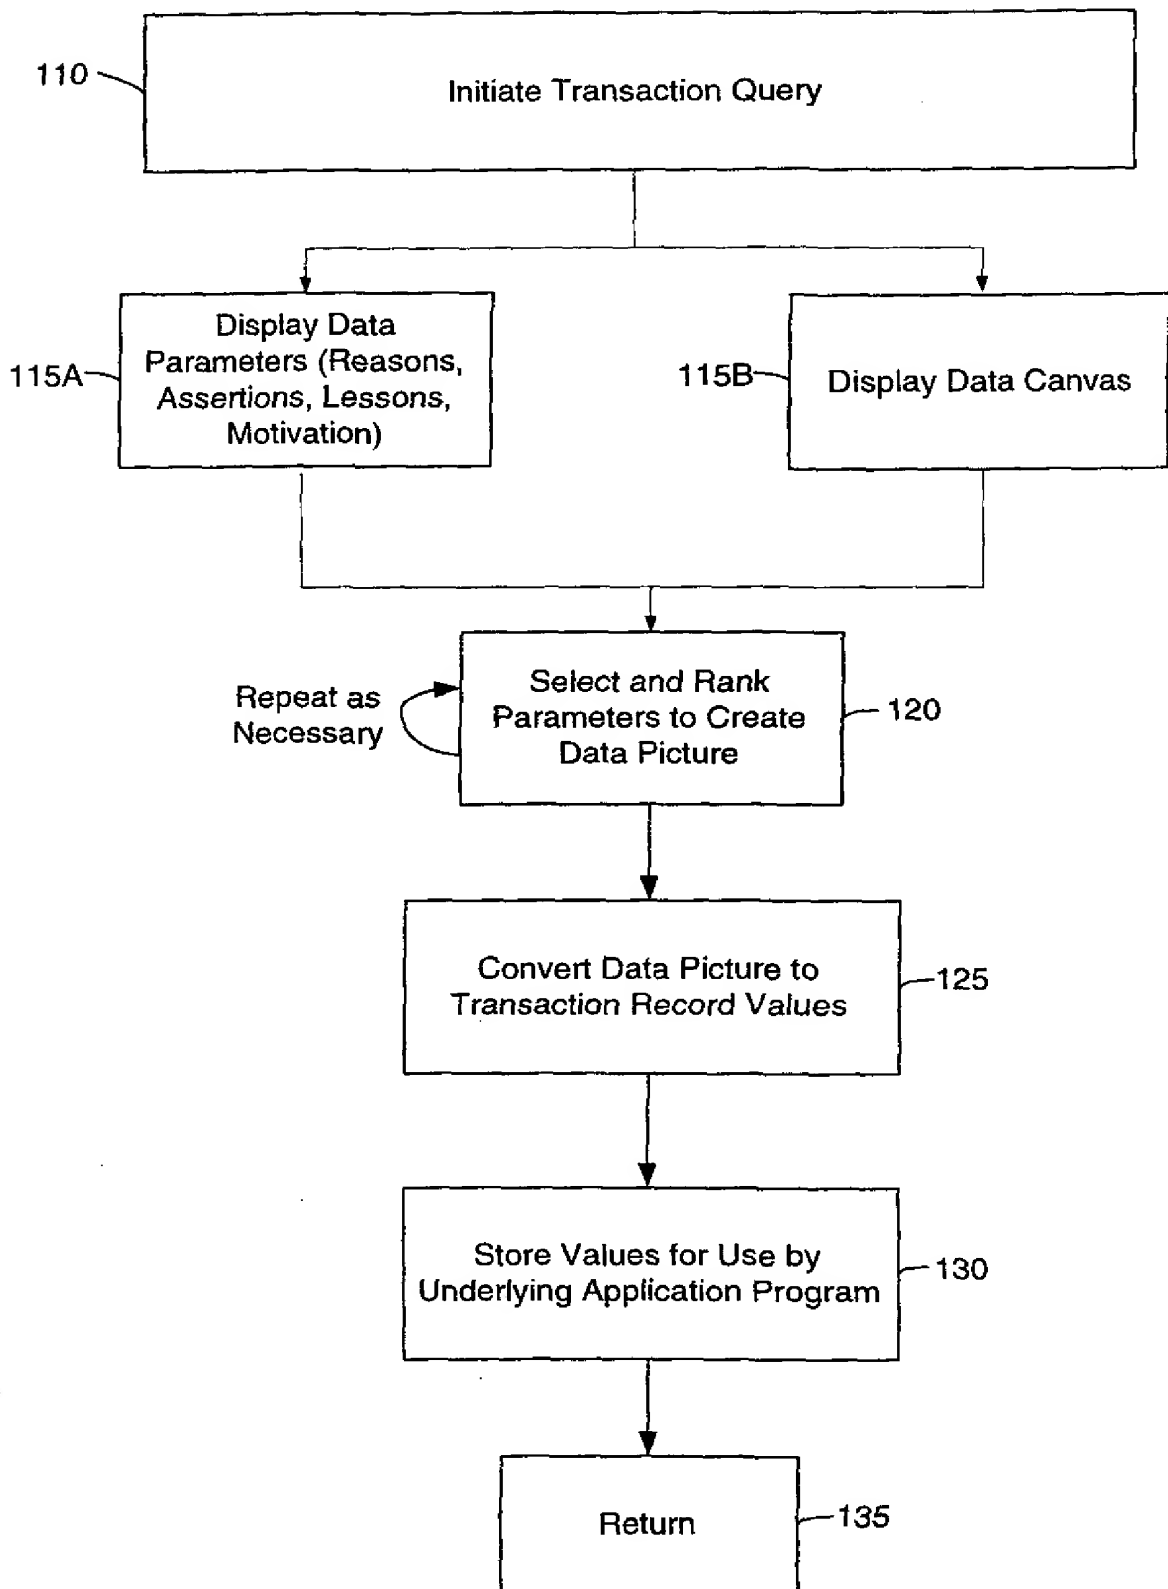 110
Initiate Transaction Query
115A
Display Data
Parameters (Reasons,
Assertions, Lessons,
Motivation)
115B
Display Data Canvas
Repeat as
Necessary
Select and Rank
Parameters to Create
Data Picture
120
Convert Data Picture to
Transaction Record Values
125
Store Values for Use by
Underlying Application Program
130
Return
135